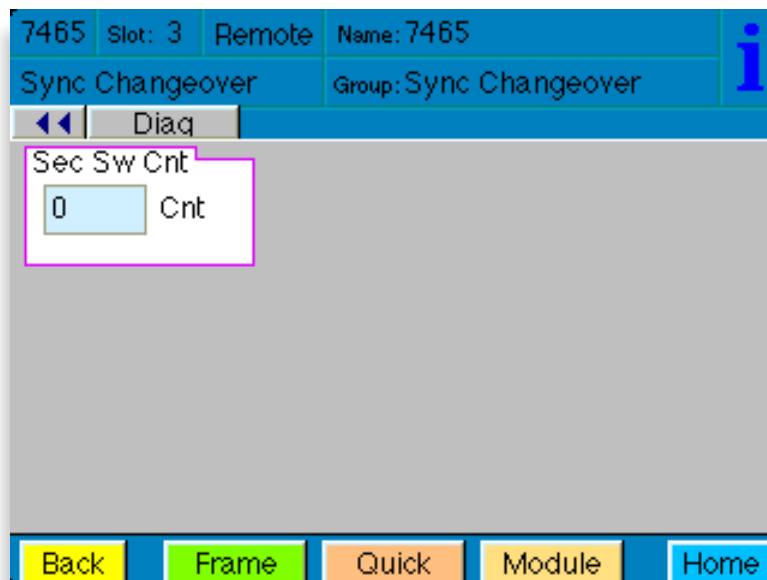 7465 Slot: 3 Remote Name: 7465
Sync Changeover Group: Sync Changeover
i
Diag
Sec Sw Cnt
0 Cnt
Back Frame Quick Module Home